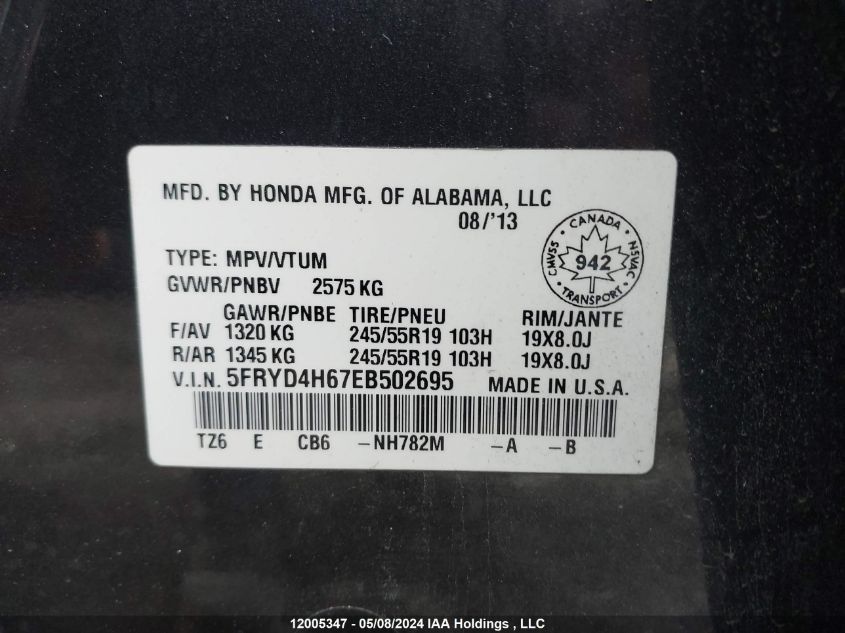 MFD. BY HONDA MFG. OF ALABAMA, LLC
08/'13
TYPE: MPV/VTUM
GVWR/PNBV 2575 KG
GAWR/PNBE TIRE/PNEU RIM/JANTE
F/AV 1320 KG 245/55R19 103H 19X8.0J
R/AR 1345 KG 245/55R19 103H 19X8.0J
V.I.N. 5FRYD4H67EB502695 MADE IN U.S.A.
TZ6 E CB6 -NH782M -A -B
CANADA
CMVSS 942 NSVAC
TRANSPORT
12005347 - 05/08/2024 IAA Holdings , LLC